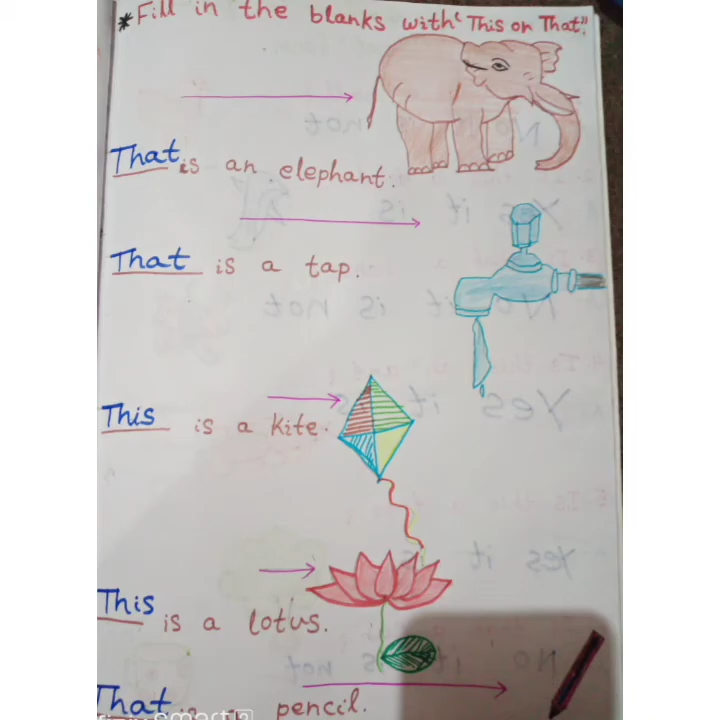 *Fill in the blanks with “This or That”.
That is an elephant.
That is a tap.
This is a kite.
This is a lotus.
That is a pencil.